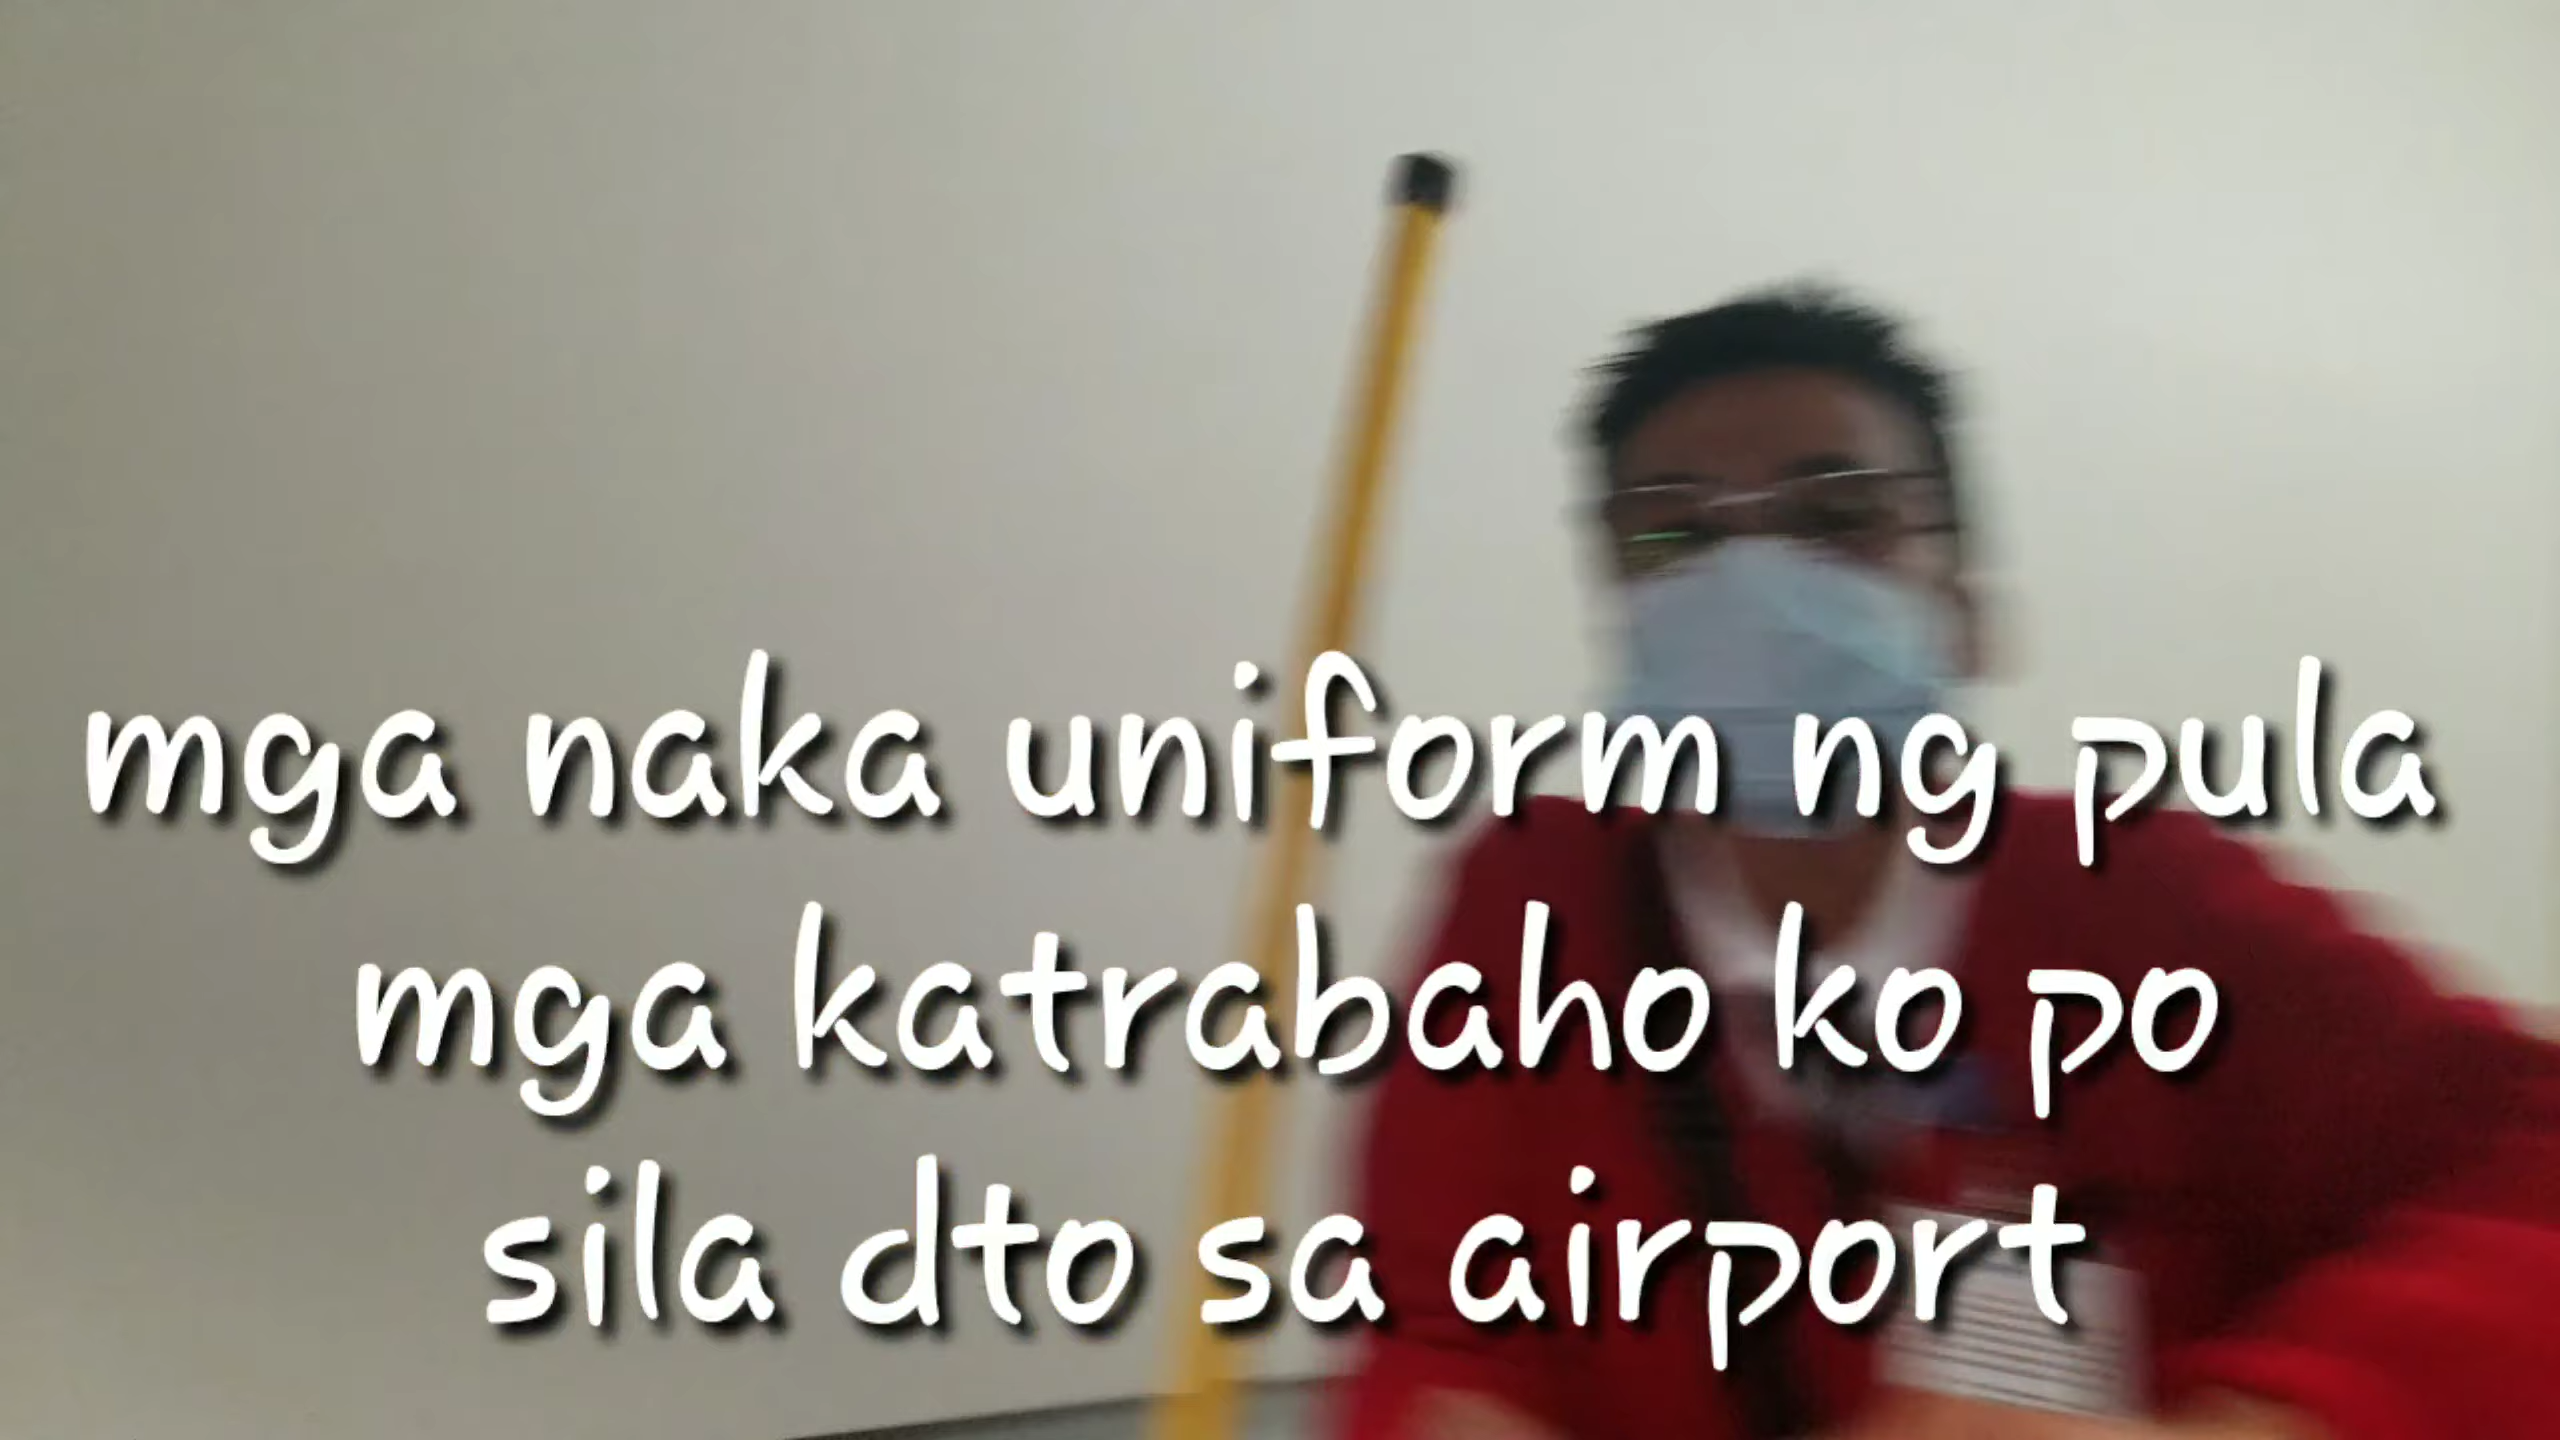 mga naka uniform ng pula
mga katrabaho ko po
sila dto sa airport